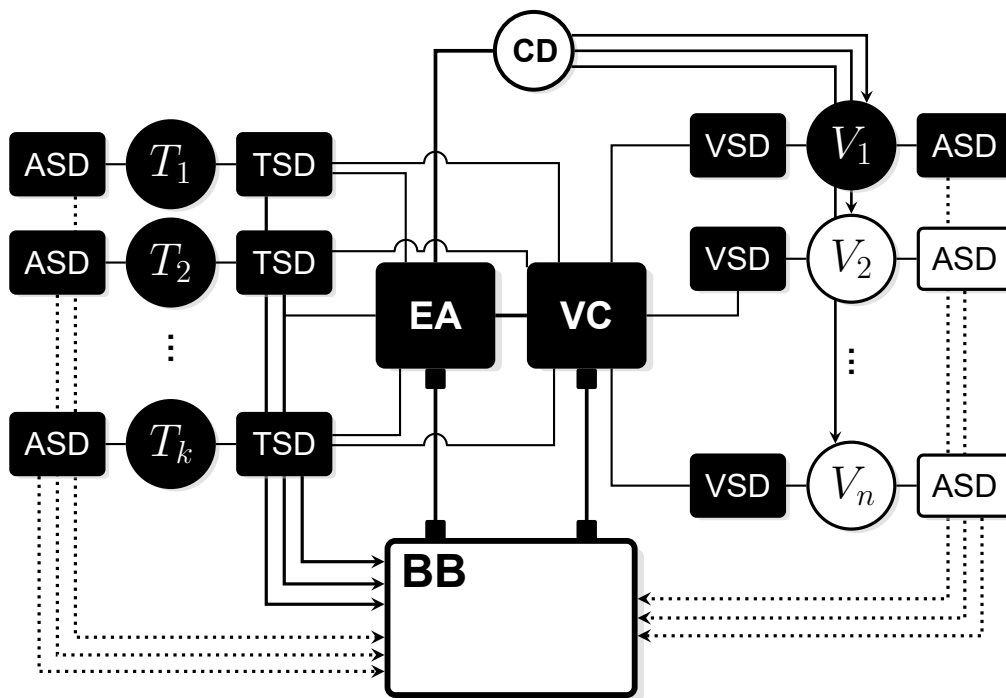 CD
ASD T₁ TSD VSD V₁ ASD
ASD T₂ TSD VSD V₂ ASD
EA VC
⋮ ⋮
ASD Tₖ TSD
VSD Vₙ ASD
BB